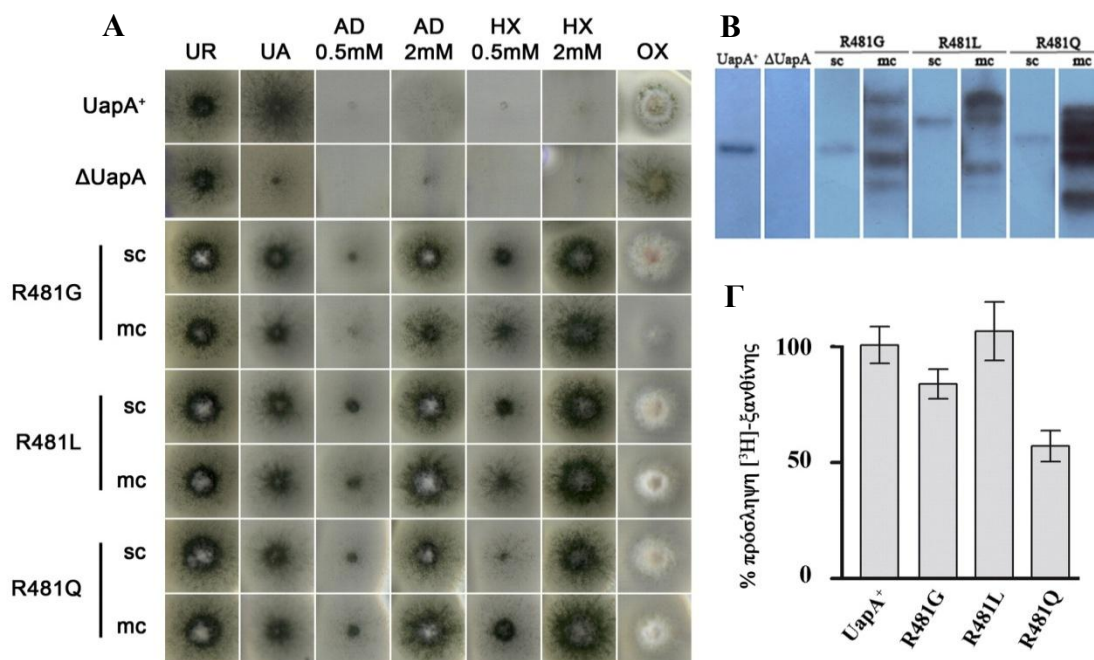 A
UR UA AD 0.5mM AD 2mM HX 0.5mM HX 2mM OX
UapA⁺
ΔUapA
R481G
sc
mc
R481L
sc
mc
R481Q
sc
mc
B
UapA⁺ ΔUapA R481G R481L R481Q
sc mc sc mc sc mc
Γ
% πρόσληψη [³H]-ξανθίνης
100
50
0
UapA⁺ R481G R481L R481Q